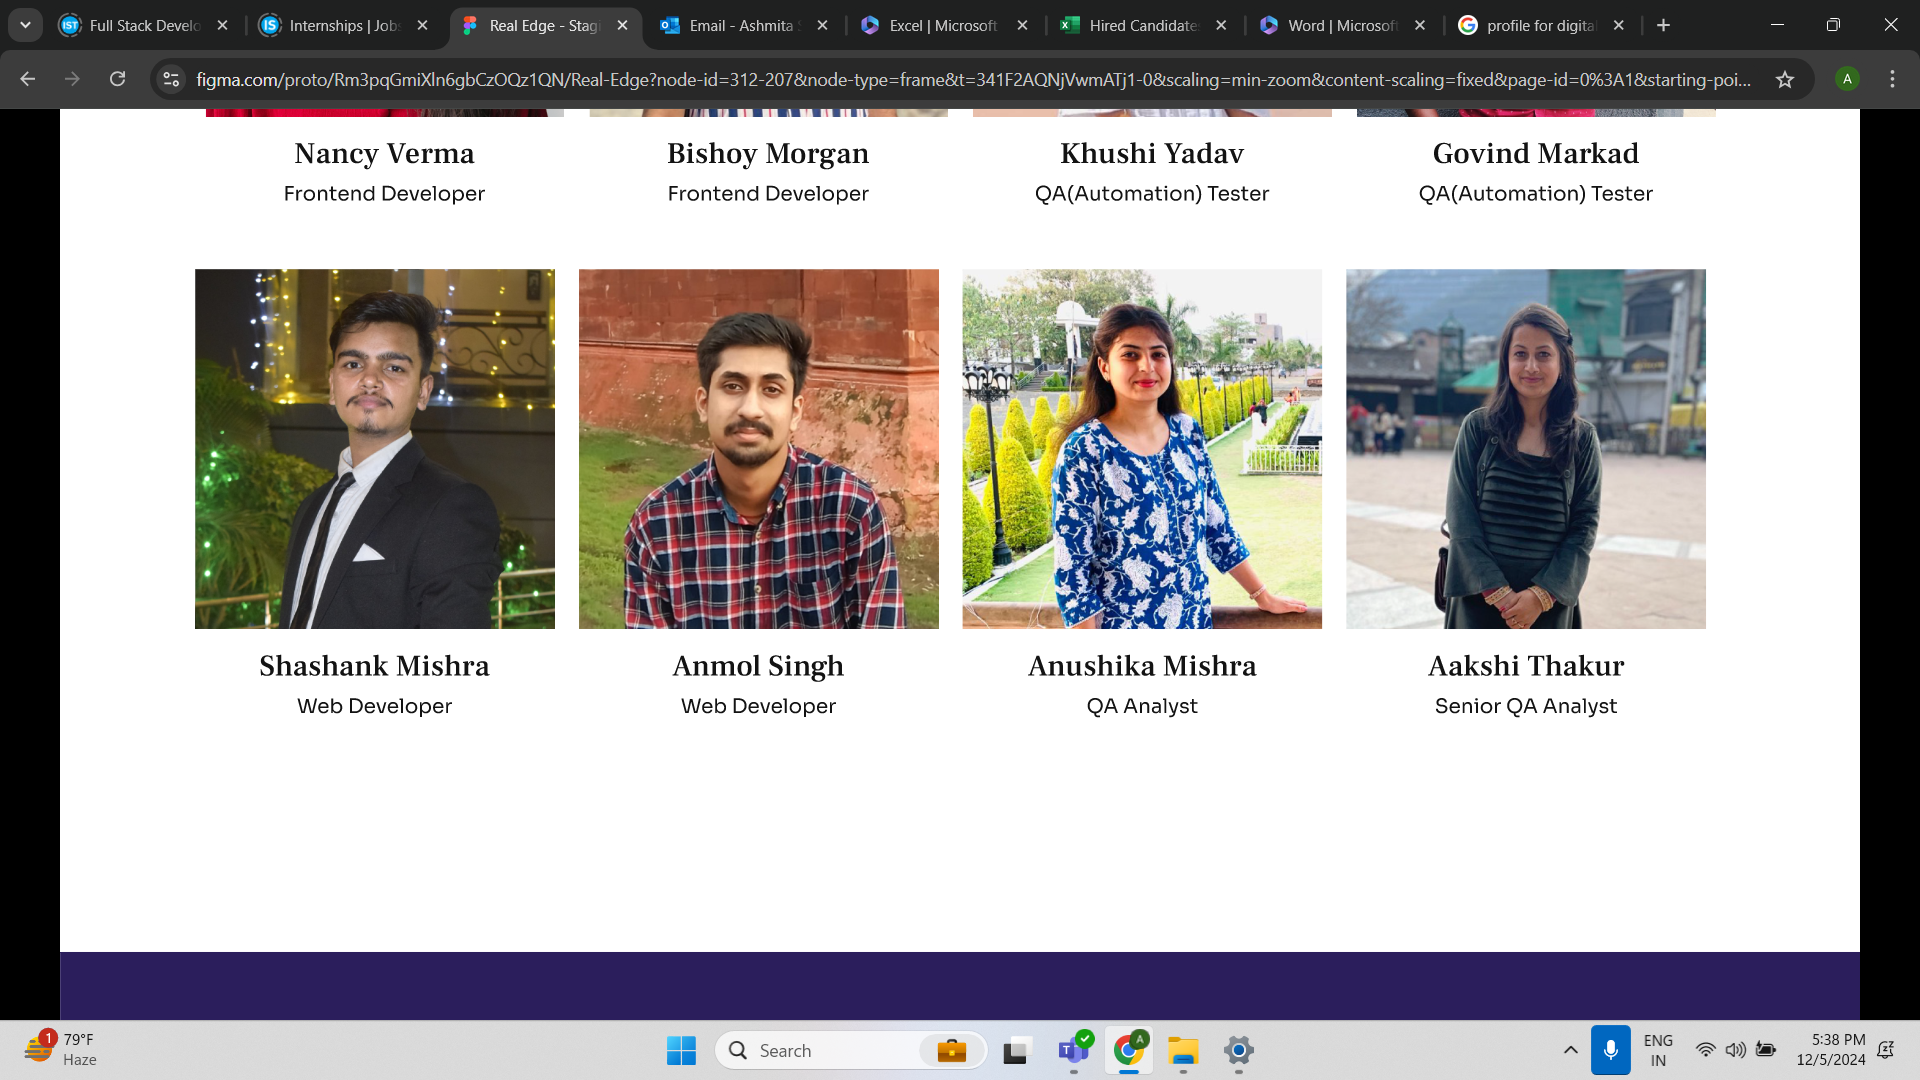 IST Full Stack Develo
IS Internships | Jobs
Real Edge - Stag
Email - Ashmita S
Excel | Microsoft
Hired Candidate
Word | Microsoft
profile for digita
figma.com/proto/Rm3pqGmiXln6gbCzOQz1QN/Real-Edge?node-id=312-207&node-type=frame&t=341F2AQNjVwmATj1-0&scaling=min-zoom&content-scaling=fixed&page-id=0%3A1&starting-poi...
A
Nancy Verma
Frontend Developer
Bishoy Morgan
Frontend Developer
Khushi Yadav
QA(Automation) Tester
Govind Markad
QA(Automation) Tester
Shashank Mishra
Web Developer
Anmol Singh
Web Developer
Anushika Mishra
QA Analyst
Aakshi Thakur
Senior QA Analyst
1
79°F
Haze
Search
A
ENG
IN
5:38 PM
12/5/2024